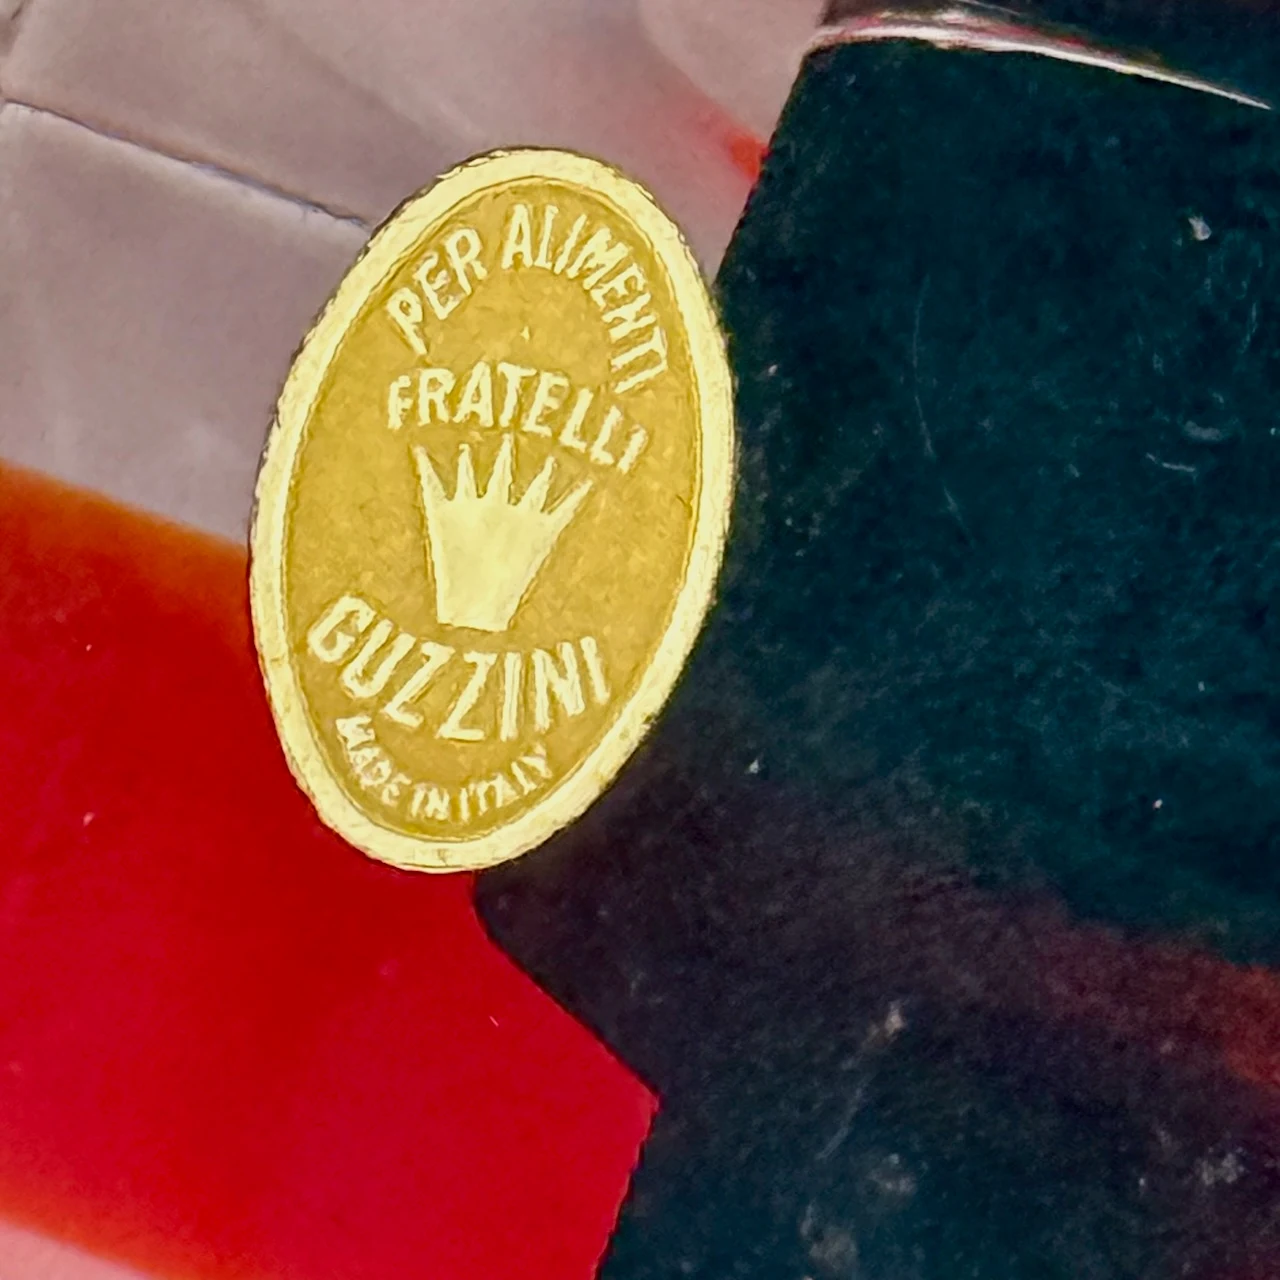 PER ALIMENTI
FRATELLI
GUZZINI
MADE IN ITALY